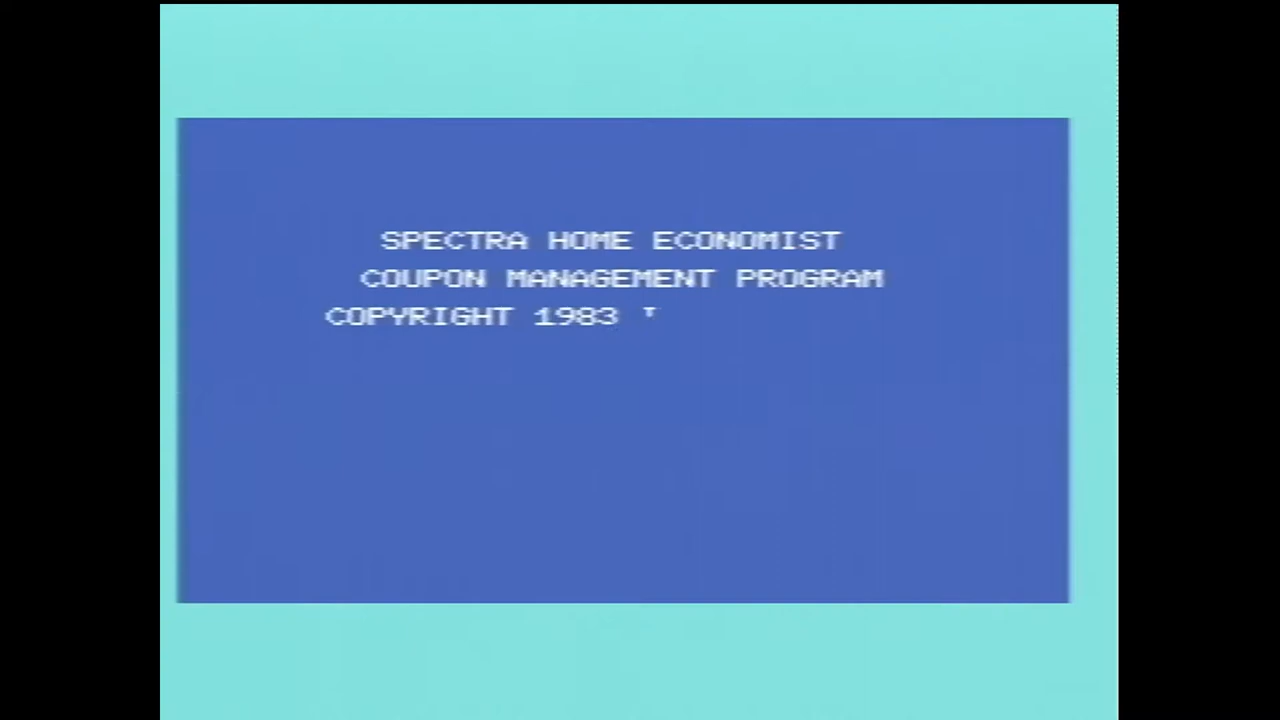 SPECTRA HOME ECONOMIST
COUPON MANAGEMENT PROGRAM
COPYRIGHT 1983